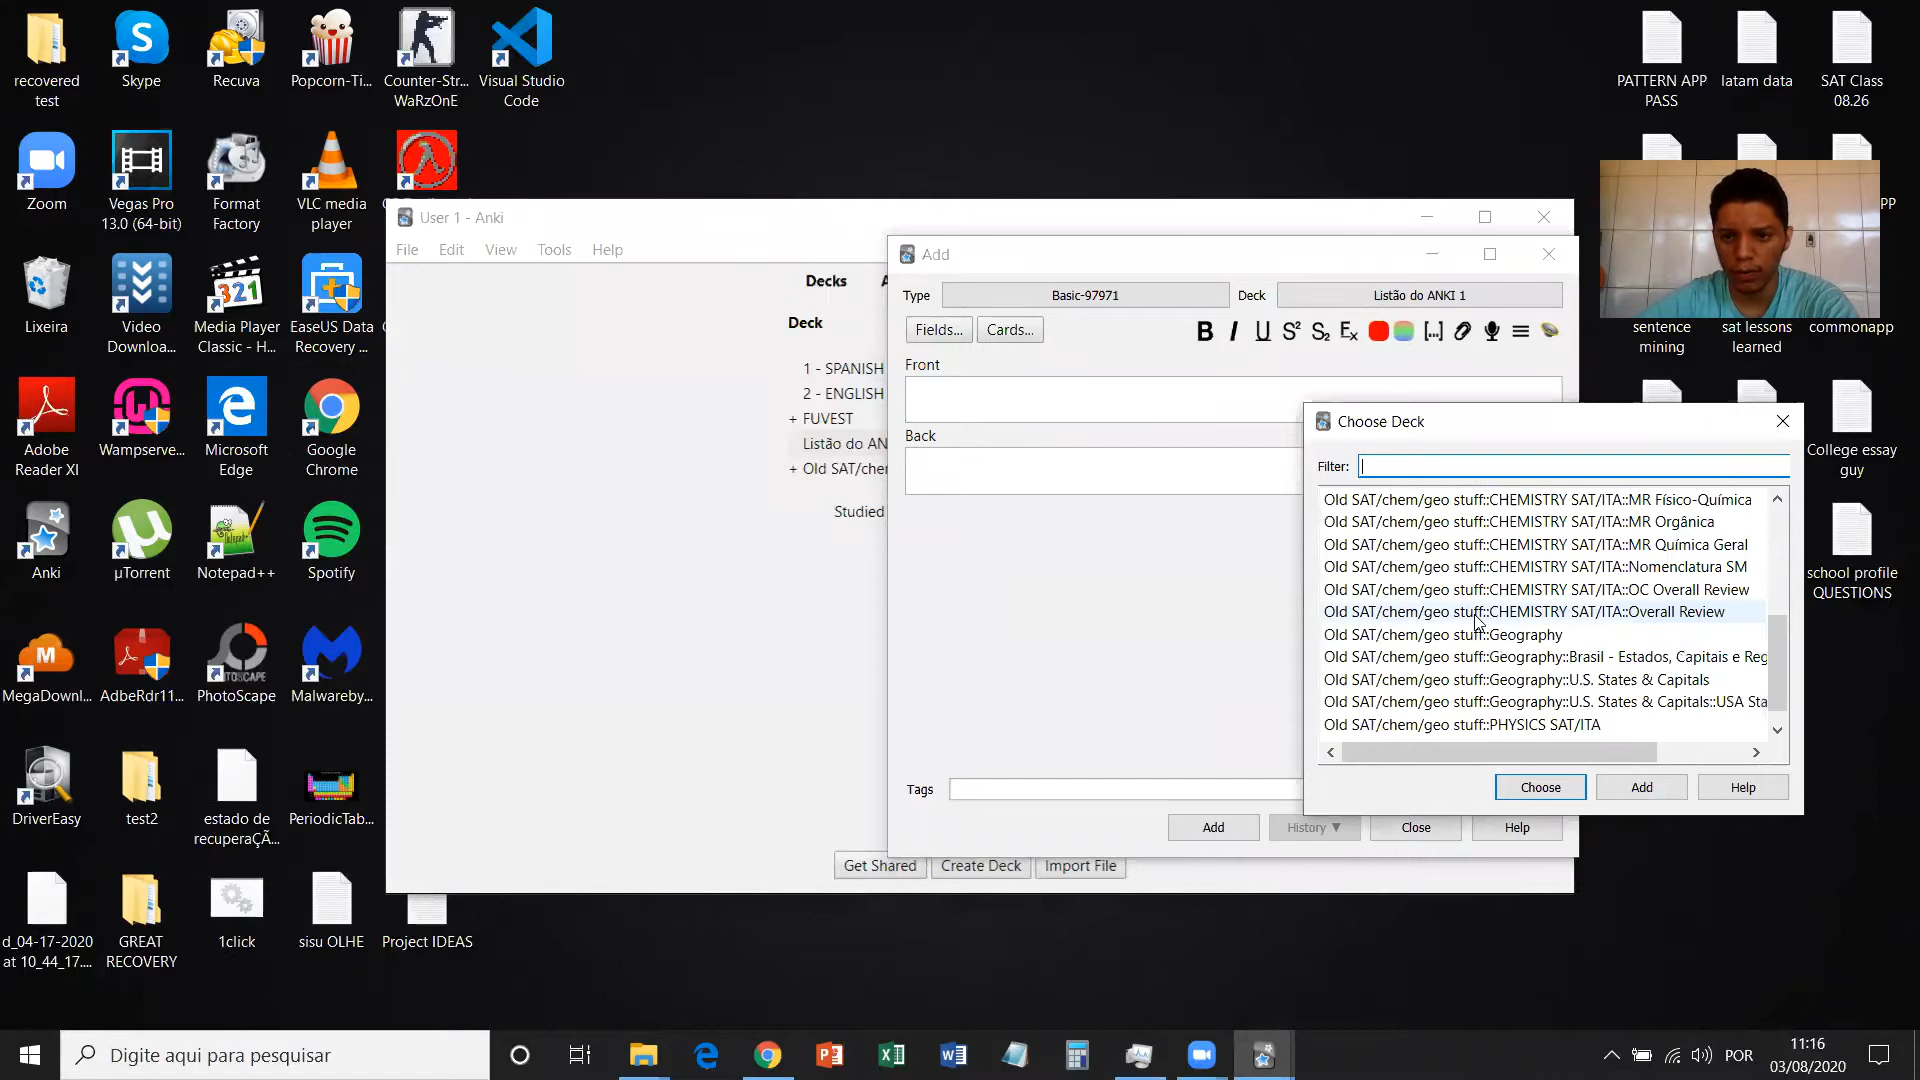 recovered
test
Skype
Recuva
Popcorn-Ti...
Counter-Str...
WaRzOnE
Visual Studio
Code
PATTERN APP
PASS
latam data
SAT Class
08.26
Zoom
Vegas Pro
13.0 (64-bit)
Format
Factory
VLC media
player
Lixeira
Video
Downloa...
Media Player
Classic - H...
EaseUS Data
Recovery ...
sentence
mining
sat lessons
learned
commonapp
Adobe
Reader XI
Wampserve...
Microsoft
Edge
Google
Chrome
College essay
guy
Anki
µTorrent
Notepad++
Spotify
school profile
QUESTIONS
MegaDownl...
AdbeRdr11...
PhotoScape
Malwareby...
DriverEasy
test2
estado de
recuperaçÃ...
PeriodicTab...
d_04-17-2020
at 10_44_17....
GREAT
RECOVERY
1click
sisu OLHE
Project IDEAS
User 1 - Anki
File Edit View Tools Help
Decks
Deck
1 - SPANISH
2 - ENGLISH
+ FUVEST
Listão do AN
+ Old SAT/cher
Studied
Get Shared Create Deck Import File
Add
Type Basic-97971 Deck Listão do ANKI 1
Fields... Cards...
B I U S² S₂ Ex [...]
Front
Back
Tags
Add History ▼ Close Help
Choose Deck
Filter:
Old SAT/chem/geo stuff::CHEMISTRY SAT/ITA::MR Físico-Química
Old SAT/chem/geo stuff::CHEMISTRY SAT/ITA::MR Orgânica
Old SAT/chem/geo stuff::CHEMISTRY SAT/ITA::MR Química Geral
Old SAT/chem/geo stuff::CHEMISTRY SAT/ITA::Nomenclatura SM
Old SAT/chem/geo stuff::CHEMISTRY SAT/ITA::OC Overall Review
Old SAT/chem/geo stuff::CHEMISTRY SAT/ITA::Overall Review
Old SAT/chem/geo stuff::Geography
Old SAT/chem/geo stuff::Geography::Brasil - Estados, Capitais e Reg
Old SAT/chem/geo stuff::Geography::U.S. States & Capitals
Old SAT/chem/geo stuff::Geography::U.S. States & Capitals::USA Sta
Old SAT/chem/geo stuff::PHYSICS SAT/ITA
Choose Add Help
Digite aqui para pesquisar
POR
11:16
03/08/2020